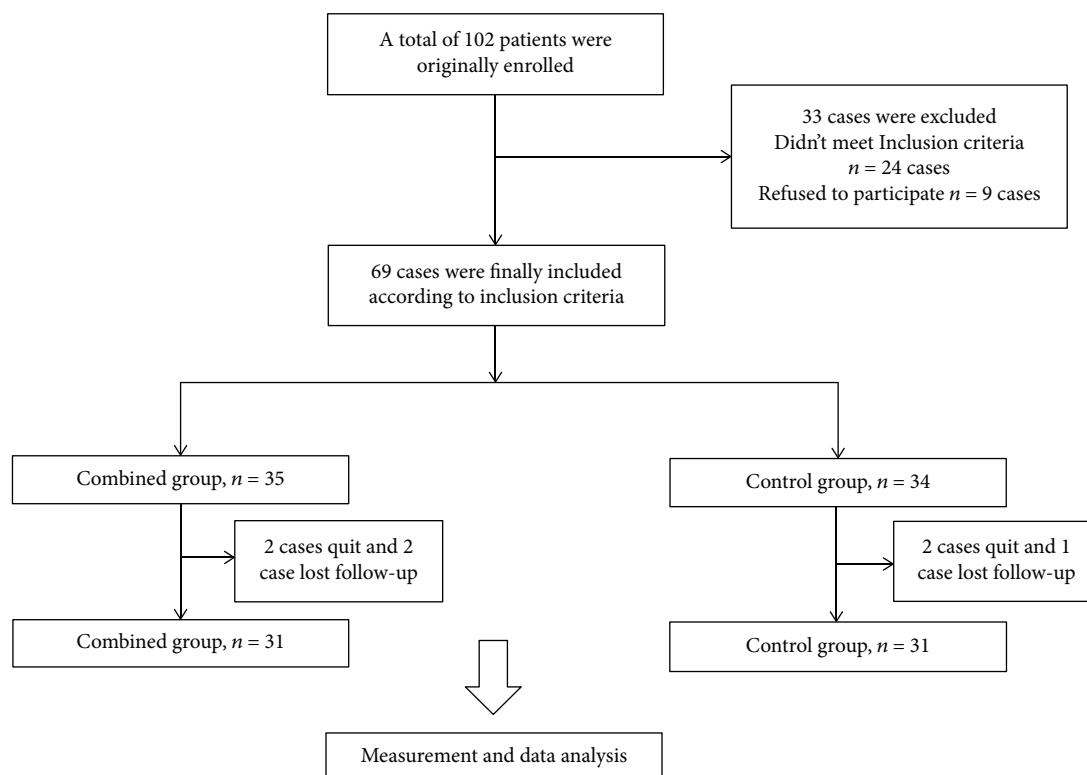 A total of 102 patients were
originally enrolled
33 cases were excluded
Didn't meet Inclusion criteria
n = 24 cases
Refused to participate n = 9 cases
69 cases were finally included
according to inclusion criteria
Combined group, n = 35
Control group, n = 34
2 cases quit and 2
case lost follow-up
2 cases quit and 1
case lost follow-up
Combined group, n = 31
Control group, n = 31
Measurement and data analysis